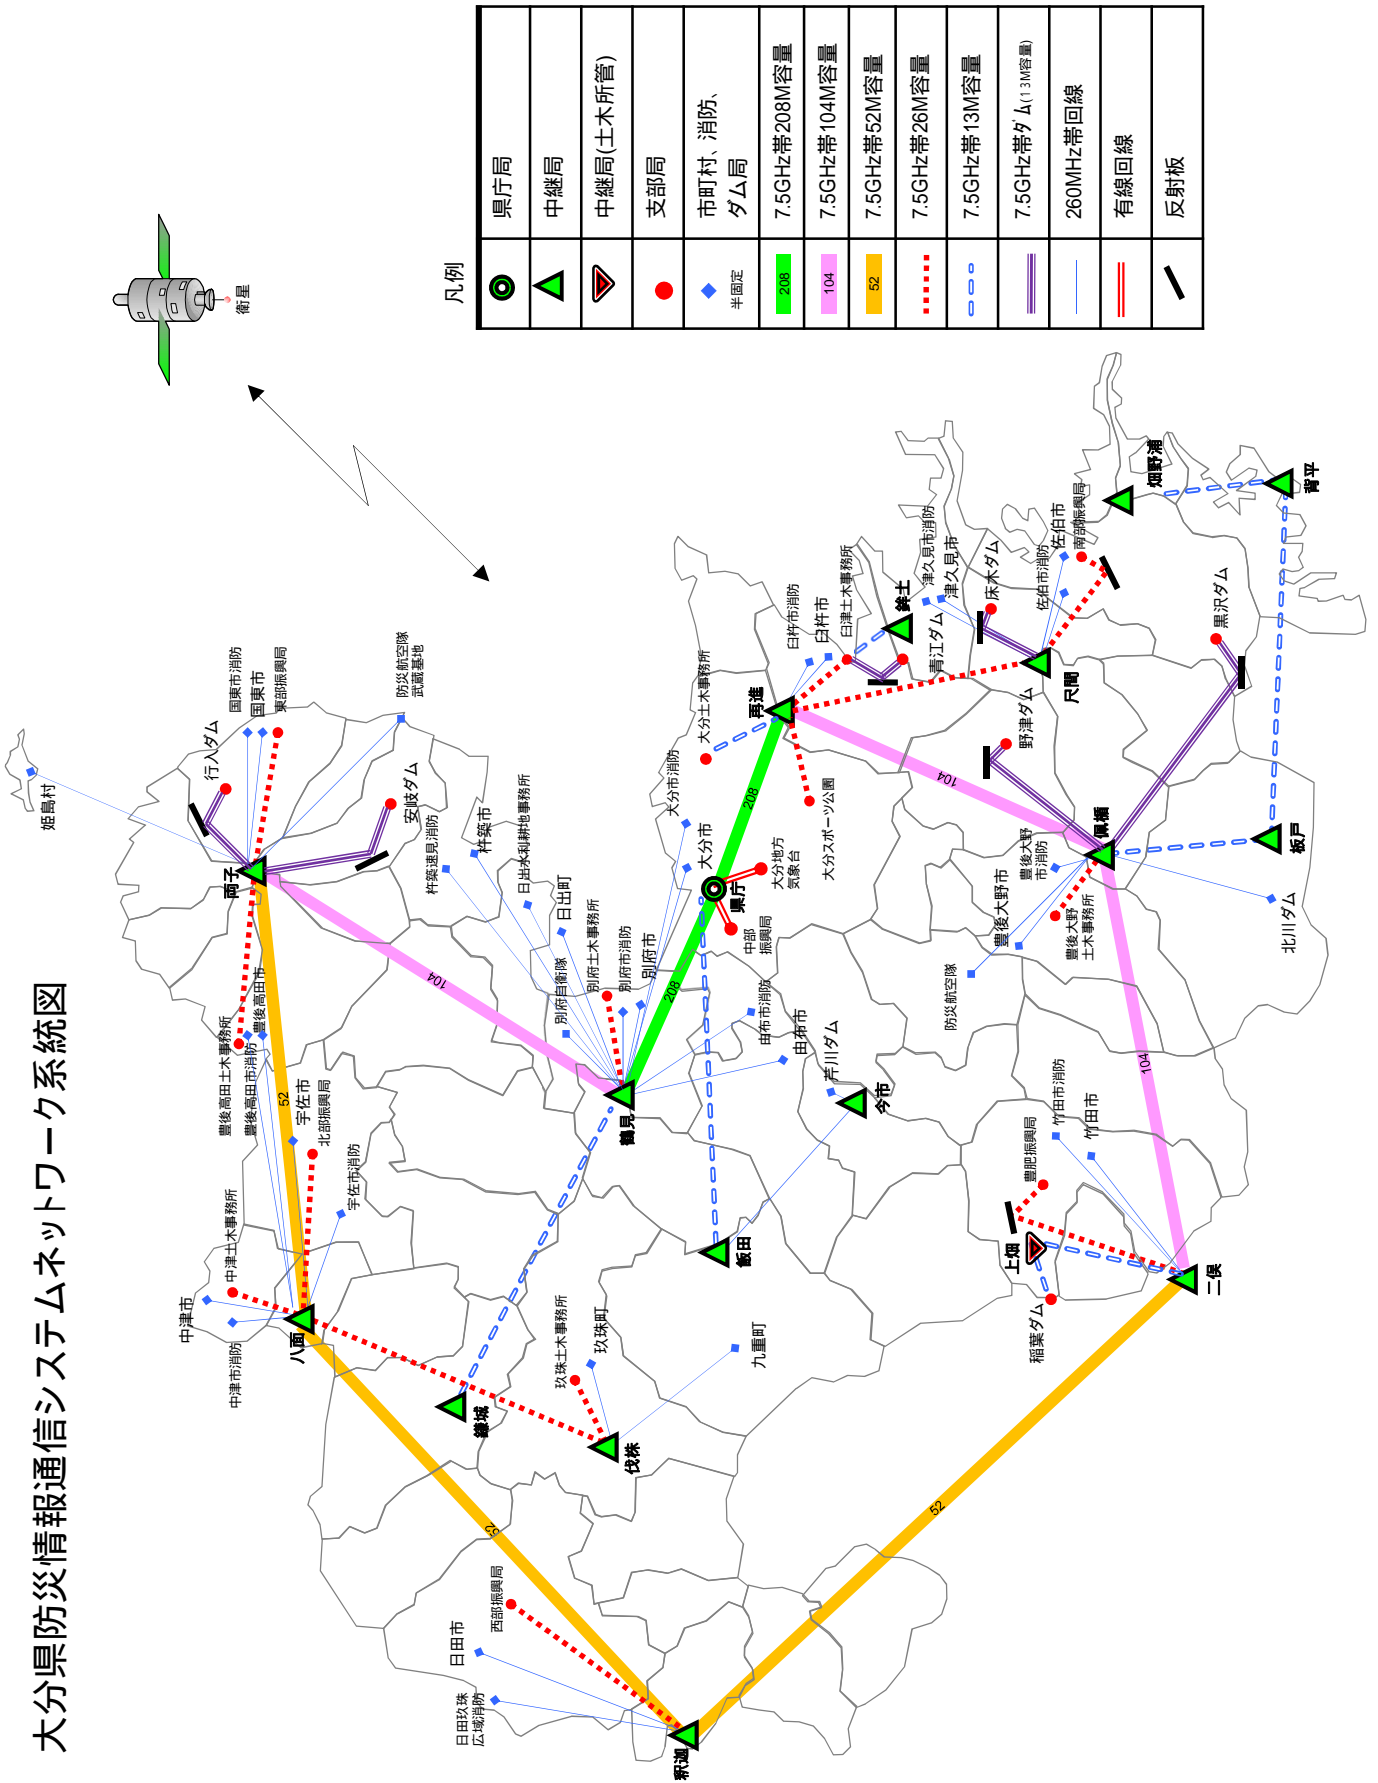 大分県防災情報通信システムネットワーク系統図
衛星
凡例
県庁局
中継局
中継局(土木所管)
支部局
半固定
市町村、消防、
ダム局
208
7.5GHz帯208M容量
104
7.5GHz帯104M容量
52
7.5GHz帯52M容量
7.5GHz帯26M容量
7.5GHz帯13M容量
7.5GHz帯ダム(13M容量)
260MHz帯回線
有線回線
反射板
姫島村
行入ダム
国東市消防
国東市
東部振興局
防災航空隊
武蔵基地
安岐ダム
両子
豊後高田土木事務所
豊後高田市消防
豊後高田市
52
104
宇佐市
北部振興局
宇佐市消防
中津土木事務所
中津市
中津市消防
八面
杵築速見消防
杵築市
日出水利耕地事務所
日出町
別府自衛隊
別府土木事務所
別府市消防
別府市
鶴見
208
大分市消防
大分市
県庁
中部
振興局
大分地方
気象台
208
大分土木事務所
大分スポーツ公園
再進
臼杵市消防
臼杵市
臼津土木事務所
鉾土
青江ダム
津久見市消防
津久見市
床木ダム
佐伯市消防
佐伯市
南部振興局
尺間
畑野浦
背平
黒沢ダム
野津ダム
104
佩楯
板戸
北川ダム
豊後大野
市消防
豊後大野市
豊後大野
土木事務所
防災航空隊
由布市消防
由布市
芹川ダム
今市
飯田
鎌城
伐株
玖珠土木事務所
玖珠町
九重町
104
竹田市消防
竹田市
豊肥振興局
上畑
稲葉ダム
二俣
52
52
西部振興局
日田市
日田玖珠
広域消防
釈迦